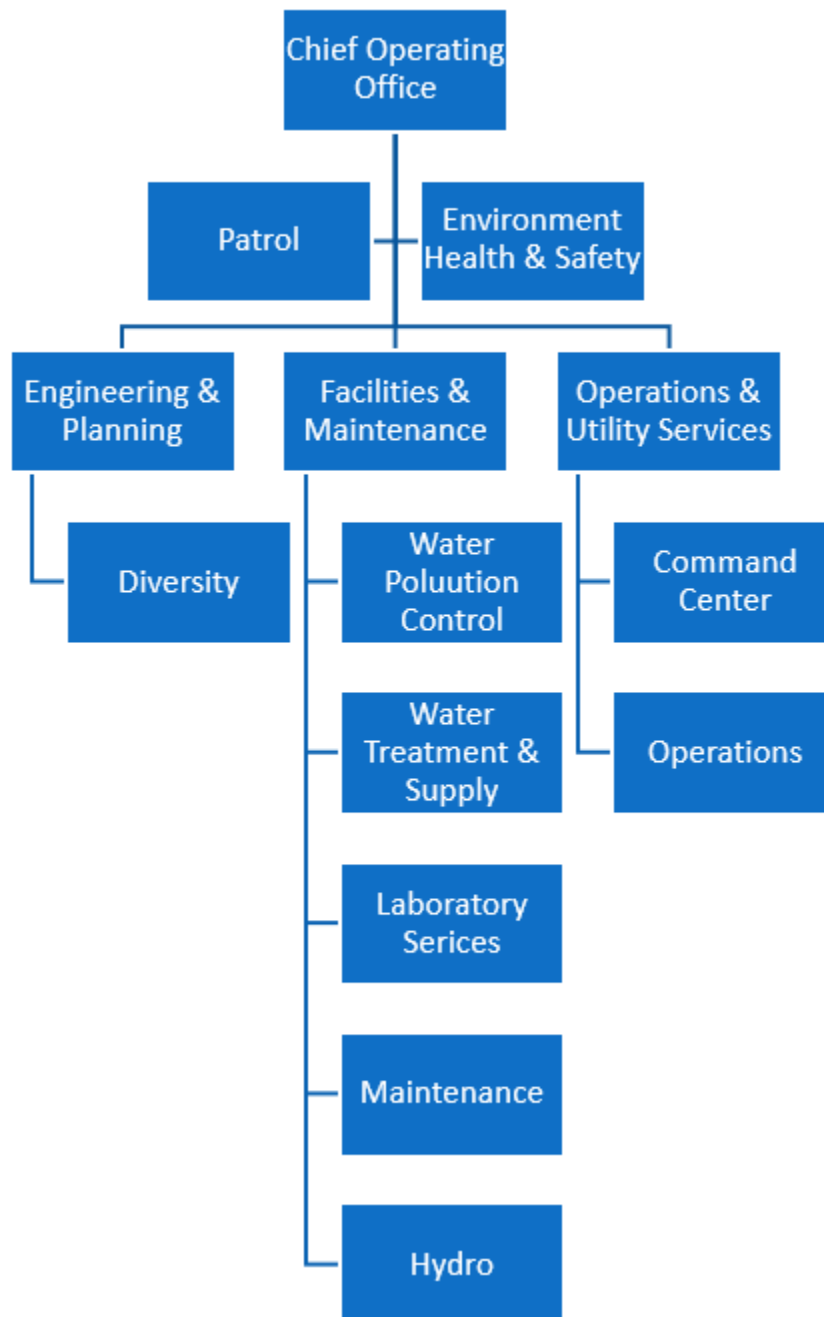 Chief Operating
Office
Patrol
Environment
Health & Safety
Engineering &
Planning
Facilities &
Maintenance
Operations &
Utility Services
Diversity
Water
Poluution
Control
Command
Center
Water
Treatment &
Supply
Operations
Laboratory
Serices
Maintenance
Hydro